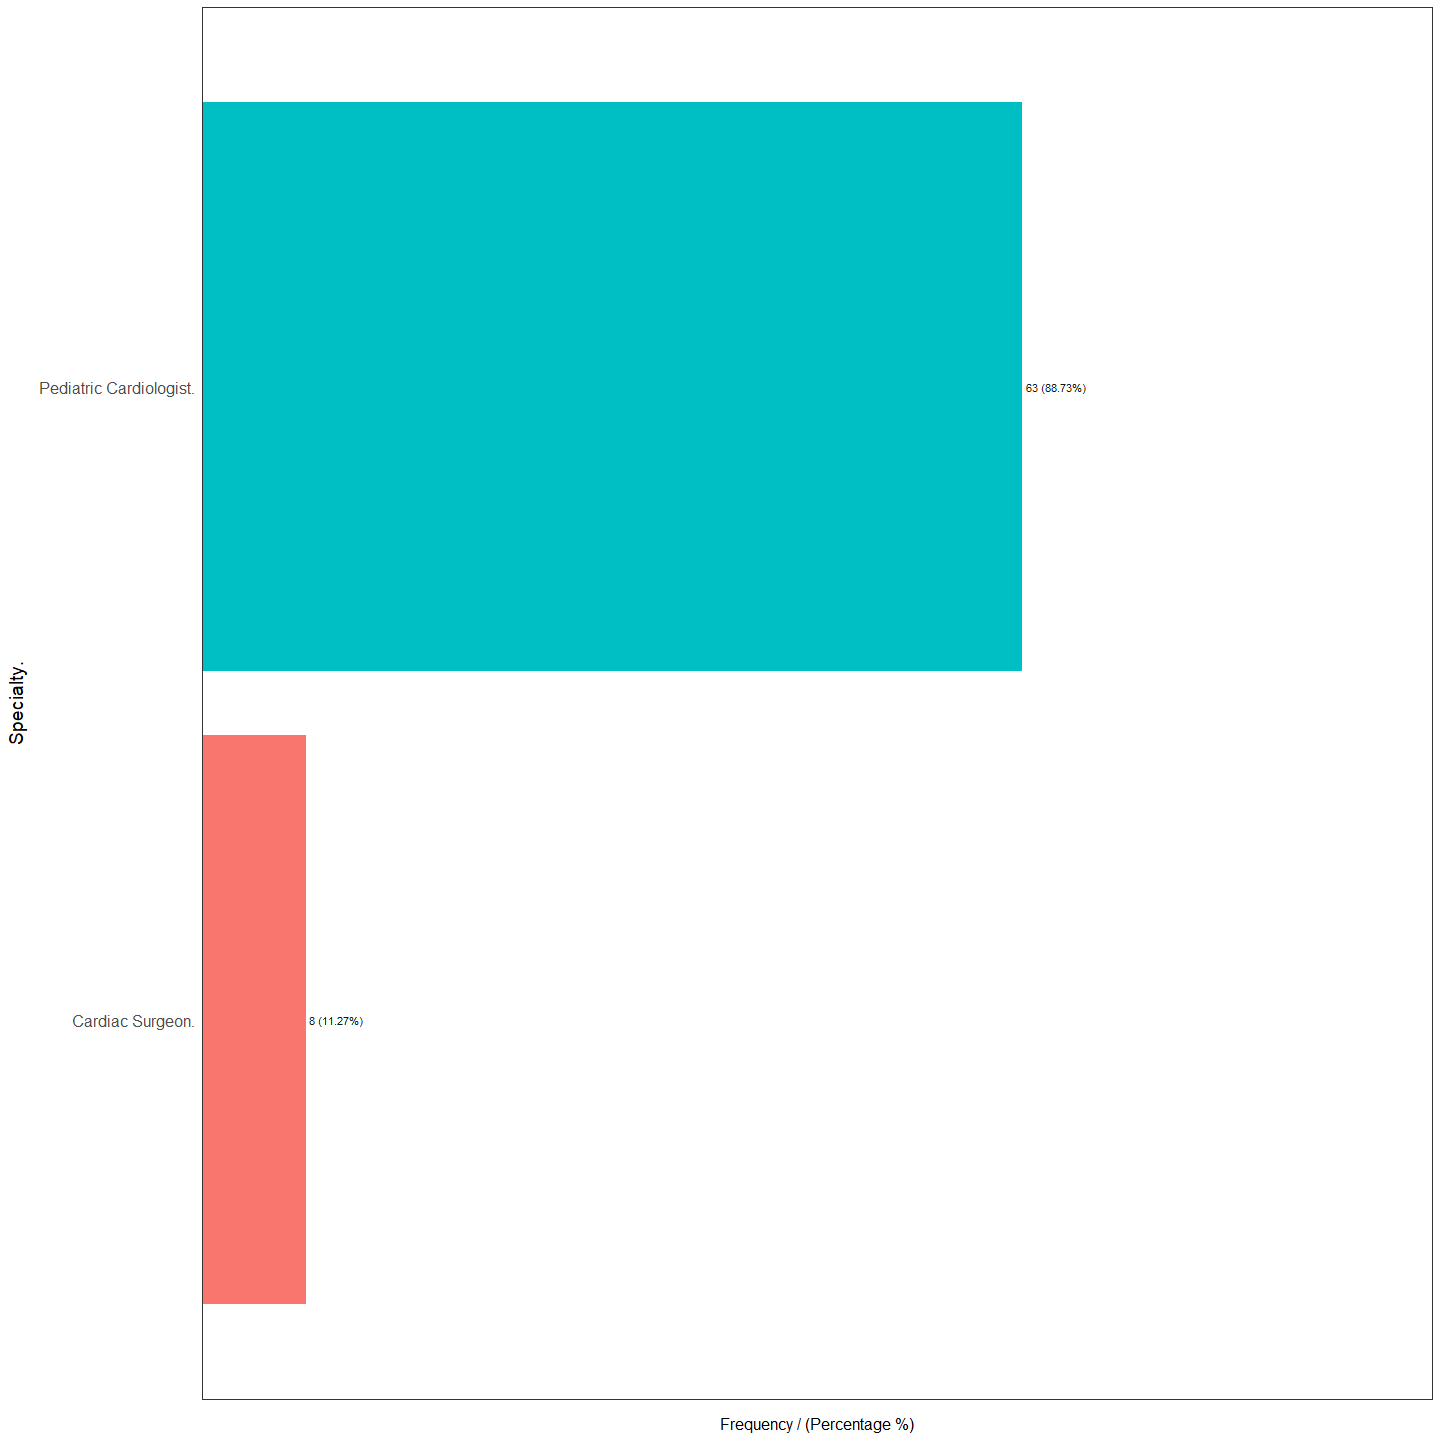 Pediatric Cardiologist.
63 (88.73%)
Specialty.
Cardiac Surgeon.
8 (11.27%)
Frequency / (Percentage %)